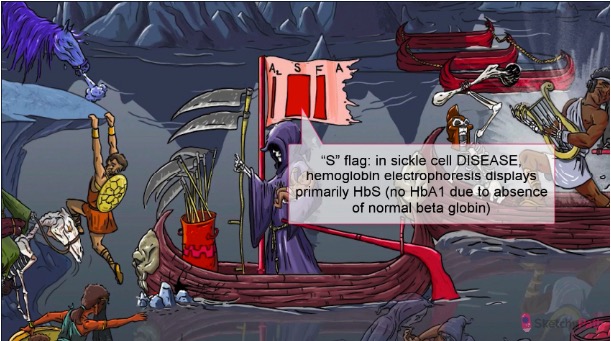 A₂ S F A
“S” flag: in sickle cell DISEASE,
hemoglobin electrophoresis displays
primarily HbS (no HbA1 due to absence
of normal beta globin)